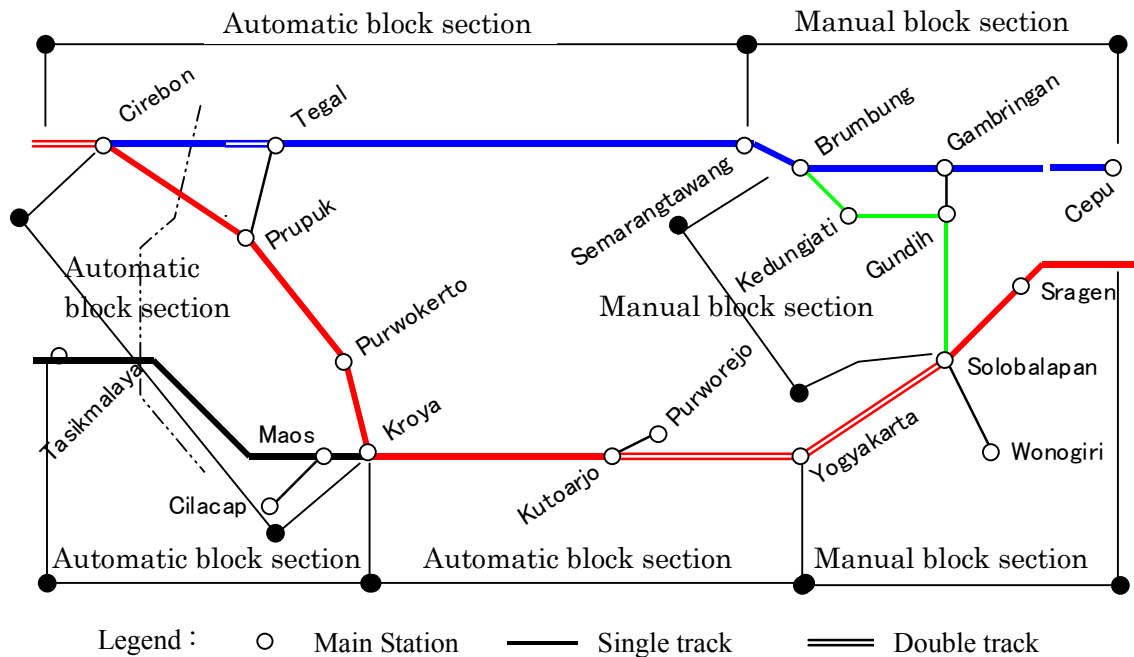 Automatic block section
Manual block section
Cirebon
Tegal
Brumbung
Gambringan
Semarangtawang
Cepu
Prupuk
Kedungjati
Gundih
Automatic
block section
Manual block section
Sragen
Purwokerto
Solobalapan
Tasikmalaya
Purworejo
Kroya
Maos
Yogyakarta
Wonogiri
Kutoarjo
Cilacap
Automatic block section
Automatic block section
Manual block section
Legend : Main Station Single track Double track